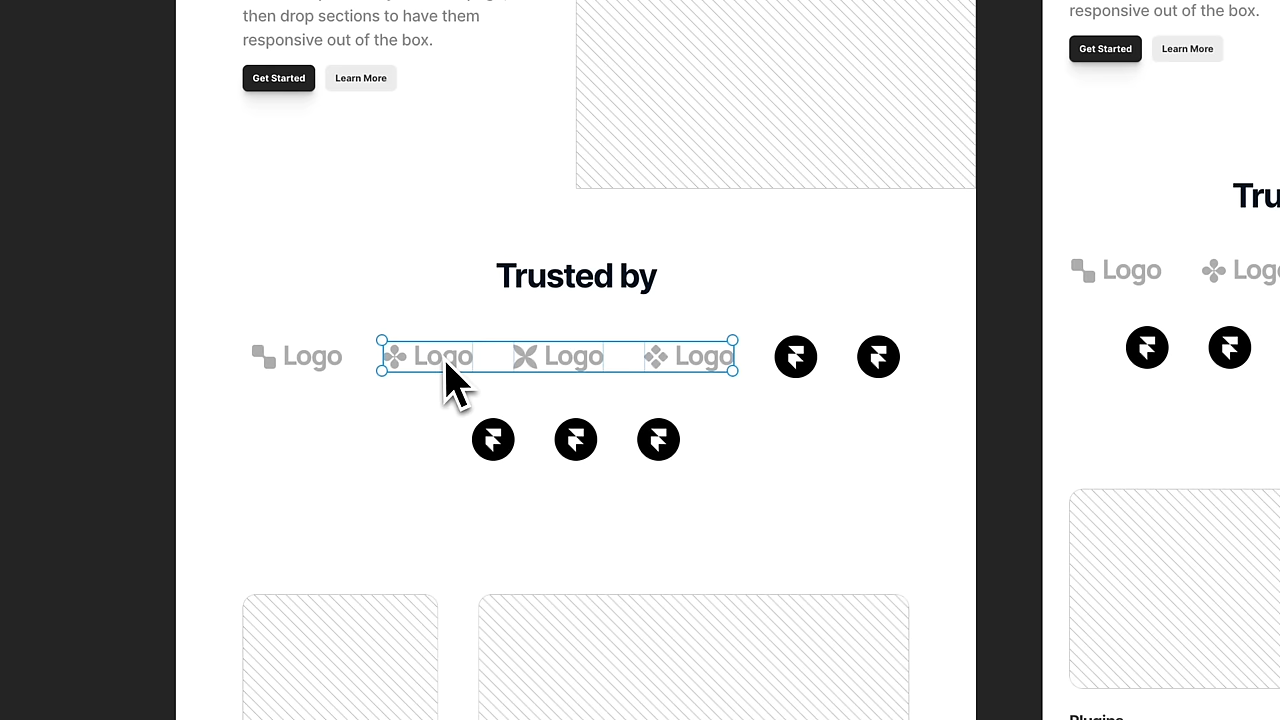 then drop sections to have them
responsive out of the box.
Get Started
Learn More
Trusted by
Logo
Logo
Logo
Logo
responsive out of the box.
Get Started
Learn More
Tru
Logo
Logo
Plugins